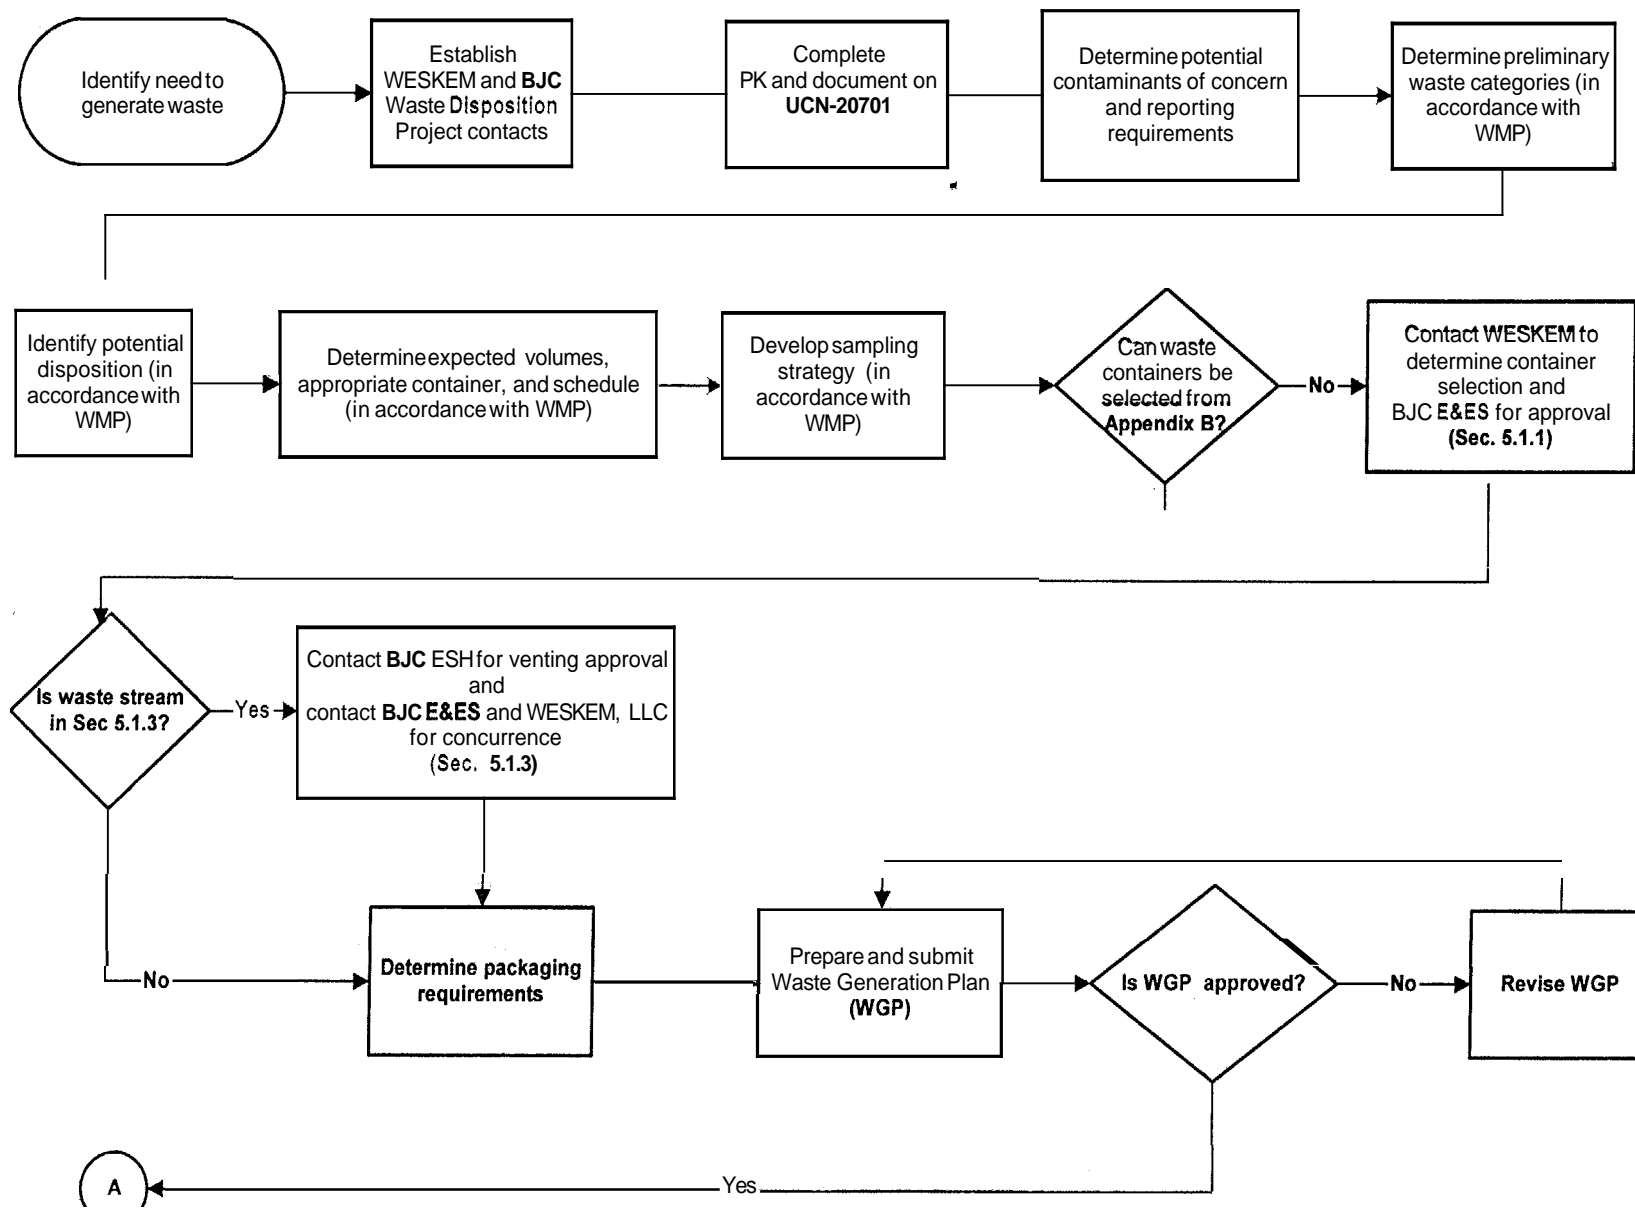 Identify need to
generate waste
Establish
WESKEM and BJC
Waste Disposition
Project contacts
Complete
PK and document on
UCN-20701
Determine potential
contaminants of concern
and reporting
requirements
Determine preliminary
waste categories (in
accordance with
WMP)
Identify potential
disposition (in
accordance with
WMP)
Determine expected volumes,
appropriate container, and schedule
(in accordance with WMP)
Develop sampling
strategy (in
accordance with
WMP)
Can waste
containers be
selected from
Appendix B?
No
Contact WESKEM to
determine container
selection and
BJC E&ES for approval
(Sec. 5.1.1)
Is waste stream
in Sec 5.1.3?
Yes
Contact BJC ESH for venting approval
and
contact BJC E&ES and WESKEM, LLC
for concurrence
(Sec. 5.1.3)
No
Determine packaging
requirements
Prepare and submit
Waste Generation Plan
(WGP)
Is WGP approved?
No
Revise WGP
A
Yes